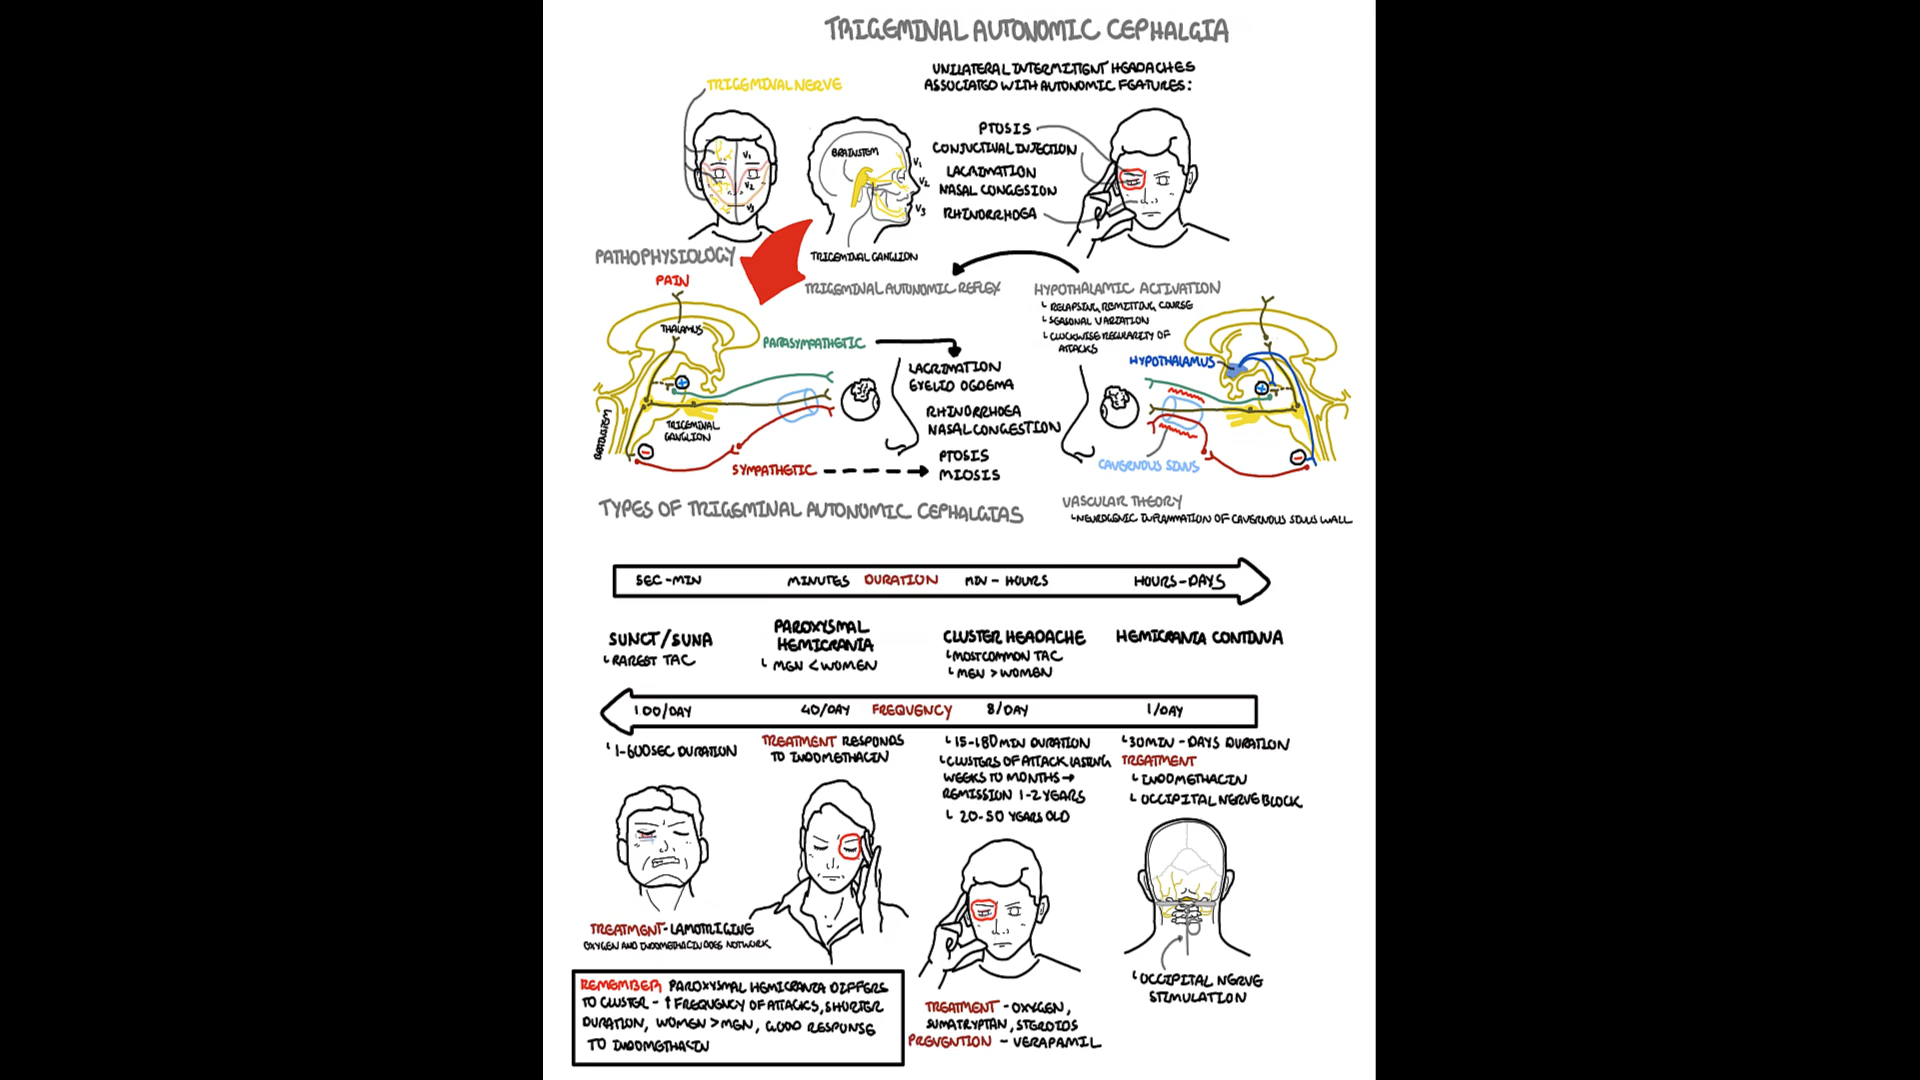 TRIGEMINAL AUTONOMIC CEPHALGIA
UNILATERAL INTERMITTENT HEADACHES
ASSOCIATED WITH AUTONOMIC FEATURES:
TRIGEMINAL NERVE
V1
V2
V3
BRAINSTEM
V1
V2
V3
TRIGEMINAL GANGLION
PTOSIS
CONJUCTIVAL INJECTION
LACRIMATION
NASAL CONGESION
RHINORRHOEA
PATHOPHYSIOLOGY
PAIN
THALAMUS
BRAINSTEM
TRIGEMINAL
GANGLION
TRIGEMINAL AUTONOMIC REFLEX
PARASYMPATHETIC
LACRIMATION
EYELID OEDEMA
RHINORRHOEA
NASAL CONGESTION
SYMPATHETIC
PTOSIS
MIOSIS
HYPOTHALAMIC ACTIVATION
RELAPSING, REMITTING, COURSE
SEASONAL VARIATION
CLOCKWISE REGULARITY OF
ATTACKS
HYPOTHALAMUS
CAVERNOUS SINUS
VASCULAR THEORY
NEUROGENIC INFLAMMATION OF CAVERNOUS SINUS WALL
TYPES OF TRIGEMINAL AUTONOMIC CEPHALGIAS
SEC-MIN MINUTES DURATION MIN - HOURS HOURS-DAYS
SUNCT/SUNA
RAREST TAC
PAROXYSMAL
HEMICRANIA
MEN < WOMEN
CLUSTER HEADACHE
MOST COMMON TAC
MEN > WOMEN
HEMICRANIA CONTINUA
100/DAY 40/DAY FREQUENCY 8/DAY 1/DAY
1-600SEC DURATION
TREATMENT-LAMOTRIGINE
OXYGEN AND INDOMETHACIN DOES NOT WORK
TREATMENT RESPONDS
TO INDOMETHACIN
15-180MIN DURATION
CLUSTERS OF ATTACK LASTING
WEEKS TO MONTHS →
REMISSION 1-2 YEARS
20-50 YEARS OLD
TREATMENT - OXYGEN,
SUMATRYPTAN, STEROIDS
PREVENTION - VERAPAMIL
30MIN - DAYS DURATION
TREATMENT
INDOMETHACIN
OCCIPITAL NERVE BLOCK
OCCIPITAL NERVE
STIMULATION
REMEMBER, PAROXYSMAL HEMICRANIA DIFFERS
TO CLUSTER - ↑ FREQUENCY OF ATTACKS, SHORTER
DURATION, WOMEN > MEN, GOOD RESPONSE
TO INDOMETHACIN